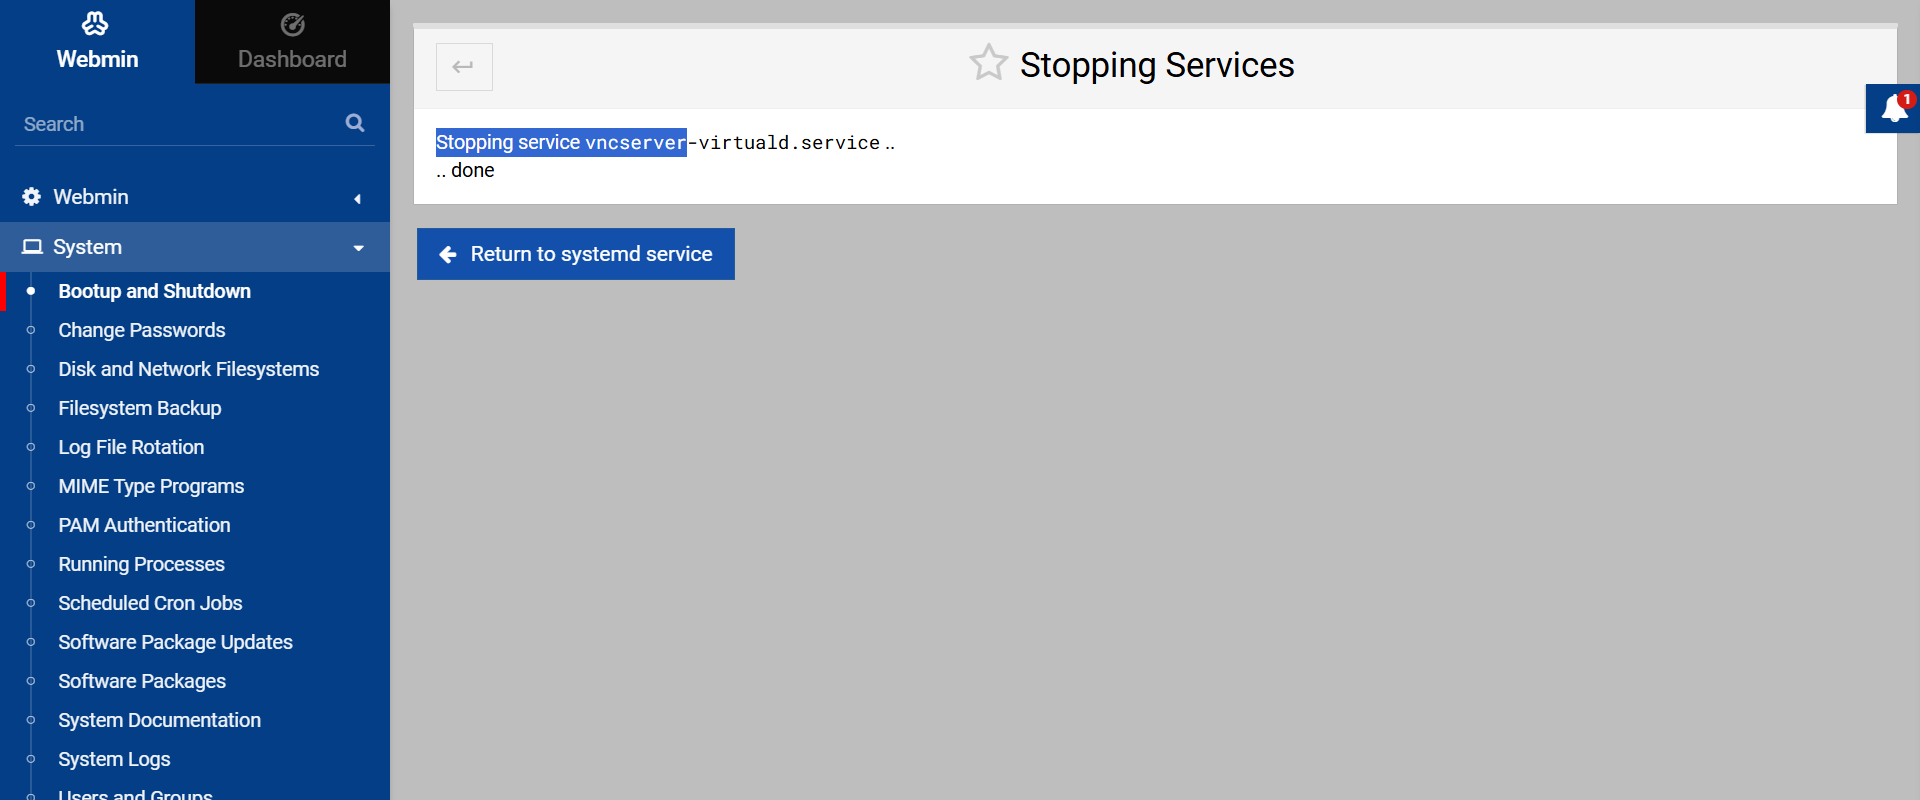 Webmin
Dashboard
Search
Webmin
System
Bootup and Shutdown
Change Passwords
Disk and Network Filesystems
Filesystem Backup
Log File Rotation
MIME Type Programs
PAM Authentication
Running Processes
Scheduled Cron Jobs
Software Package Updates
Software Packages
System Documentation
System Logs
Users and Groups
Stopping Services
1
Stopping service vncserver-virtuald.service ..
.. done
Return to systemd service